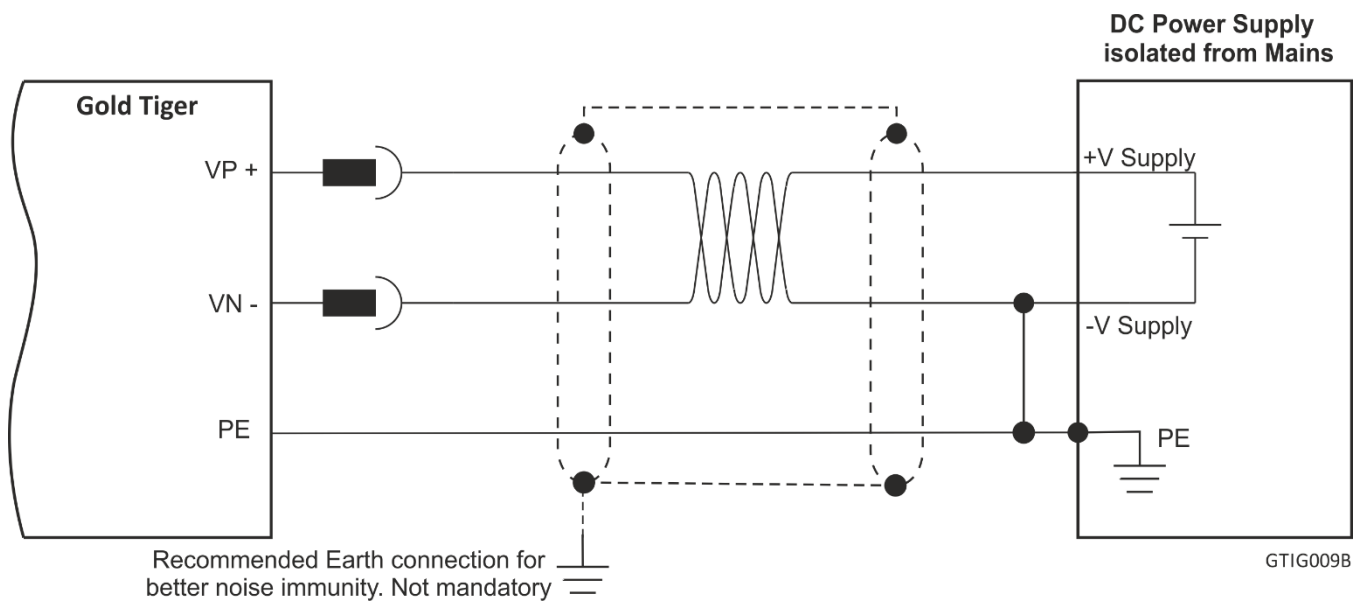 DC Power Supply
isolated from Mains
Gold Tiger
VP +
+V Supply
VN -
-V Supply
PE
PE
Recommended Earth connection for
better noise immunity. Not mandatory
GTIG009B